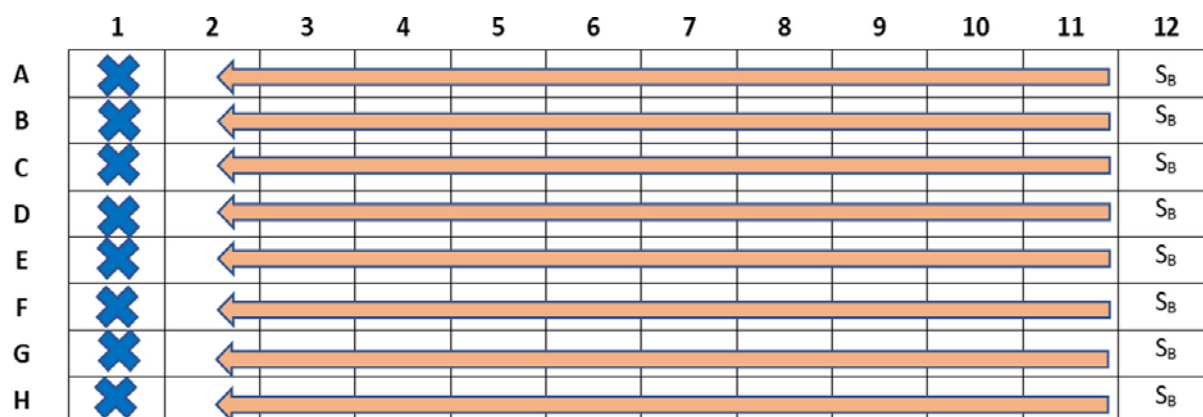 1 2 3 4 5 6 7 8 9 10 11 12
A S_B
B S_B
C S_B
D S_B
E S_B
F S_B
G S_B
H S_B